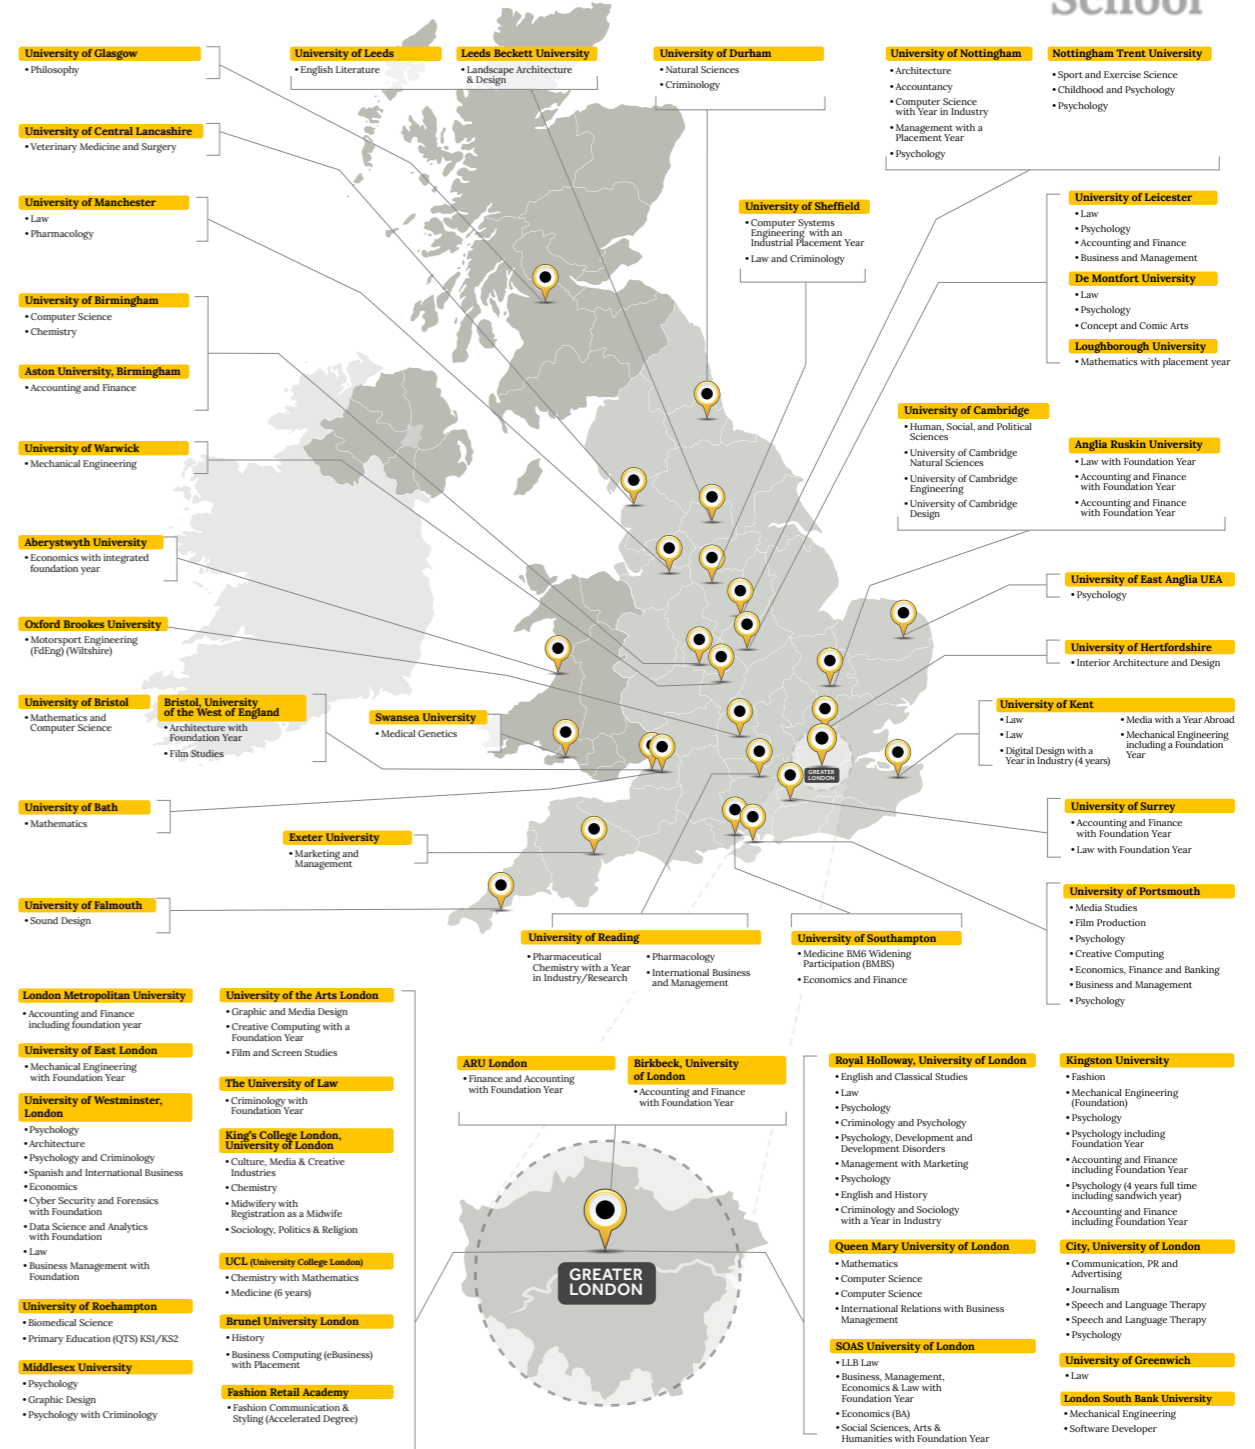 School
University of Glasgow
• Philosophy
University of Leeds
• English Literature
Leeds Beckett University
• Landscape Architecture
& Design
University of Durham
• Natural Sciences
• Criminology
University of Nottingham
• Architecture
• Accountancy
• Computer Science
with Year in Industry
• Management with a
Placement Year
• Psychology
Nottingham Trent University
• Sport and Exercise Science
• Childhood and Psychology
• Psychology
University of Central Lancashire
• Veterinary Medicine and Surgery
University of Manchester
• Law
• Pharmacology
University of Sheffield
• Computer Systems
Engineering with an
Industrial Placement Year
• Law and Criminology
University of Leicester
• Law
• Psychology
• Accounting and Finance
• Business and Management
De Montfort University
• Law
• Psychology
• Concept and Comic Arts
Loughborough University
• Mathematics with placement year
University of Birmingham
• Computer Science
• Chemistry
Aston University, Birmingham
• Accounting and Finance
University of Warwick
• Mechanical Engineering
University of Cambridge
• Human, Social, and Political
Sciences
• University of Cambridge
Natural Sciences
• University of Cambridge
Engineering
• University of Cambridge
Design
Anglia Ruskin University
• Law with Foundation Year
• Accounting and Finance
with Foundation Year
• Accounting and Finance
with Foundation Year
Aberystwyth University
• Economics with integrated
foundation year
University of East Anglia UEA
• Psychology
Oxford Brookes University
• Motorsport Engineering
(FdEng) (Wiltshire)
University of Hertfordshire
• Interior Architecture and Design
University of Bristol
• Mathematics and
Computer Science
Bristol, University
of the West of England
• Architecture with
Foundation Year
• Film Studies
Swansea University
• Medical Genetics
University of Kent
• Law
• Law
• Digital Design with a
Year in Industry (4 years)
• Media with a Year Abroad
• Mechanical Engineering
including a Foundation
Year
GREATER
LONDON
University of Bath
• Mathematics
Exeter University
• Marketing and
Management
University of Surrey
• Accounting and Finance
with Foundation Year
• Law with Foundation Year
University of Falmouth
• Sound Design
University of Reading
• Pharmaceutical
Chemistry with a Year
in Industry/Research
• Pharmacology
• International Business
and Management
University of Southampton
• Medicine BM6 Widening
Participation (BMBS)
• Economics and Finance
University of Portsmouth
• Media Studies
• Film Production
• Psychology
• Creative Computing
• Economics, Finance and Banking
• Business and Management
• Psychology
London Metropolitan University
• Accounting and Finance
including foundation year
University of East London
• Mechanical Engineering
with Foundation Year
University of Westminster,
London
• Psychology
• Architecture
• Psychology and Criminology
• Spanish and International Business
• Economics
• Cyber Security and Forensics
with Foundation
• Data Science and Analytics
with Foundation
• Law
• Business Management with
Foundation
University of Roehampton
• Biomedical Science
• Primary Education (QTS) KS1/KS2
Middlesex University
• Psychology
• Graphic Design
• Psychology with Criminology
University of the Arts London
• Graphic and Media Design
• Creative Computing with a
Foundation Year
• Film and Screen Studies
The University of Law
• Criminology with
Foundation Year
King's College London,
University of London
• Culture, Media & Creative
Industries
• Chemistry
• Midwifery with
Registration as a Midwife
• Sociology, Politics & Religion
UCL (University College London)
• Chemistry with Mathematics
• Medicine (6 years)
Brunel University London
• History
• Business Computing (eBusiness)
with Placement
Fashion Retail Academy
• Fashion Communication &
Styling (Accelerated Degree)
ARU London
• Finance and Accounting
with Foundation Year
Birkbeck, University
of London
• Accounting and Finance
with Foundation Year
GREATER
LONDON
Royal Holloway, University of London
• English and Classical Studies
• Law
• Psychology
• Criminology and Psychology
• Psychology, Development and
Development Disorders
• Management with Marketing
• Psychology
• English and History
• Criminology and Sociology
with a Year in Industry
Queen Mary University of London
• Mathematics
• Computer Science
• Computer Science
• International Relations with Business
Management
SOAS University of London
• LLB Law
• Business, Management,
Economics & Law with
Foundation Year
• Economics (BA)
• Social Sciences, Arts &
Humanities with Foundation Year
Kingston University
• Fashion
• Mechanical Engineering
(Foundation)
• Psychology
• Psychology including
Foundation Year
• Accounting and Finance
including Foundation Year
• Psychology (4 years full time
including sandwich year)
• Accounting and Finance
including Foundation Year
City, University of London
• Communication, PR and
Advertising
• Journalism
• Speech and Language Therapy
• Speech and Language Therapy
• Psychology
University of Greenwich
• Law
London South Bank University
• Mechanical Engineering
• Software Developer